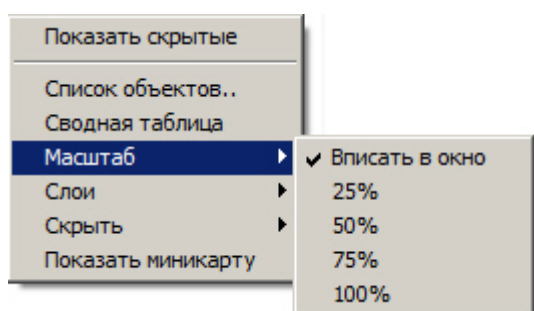 Показать скрытые
Список объектов..
Сводная таблица
Масштаб
Слои
Скрыть
Показать миникарту
Вписать в окно
25%
50%
75%
100%